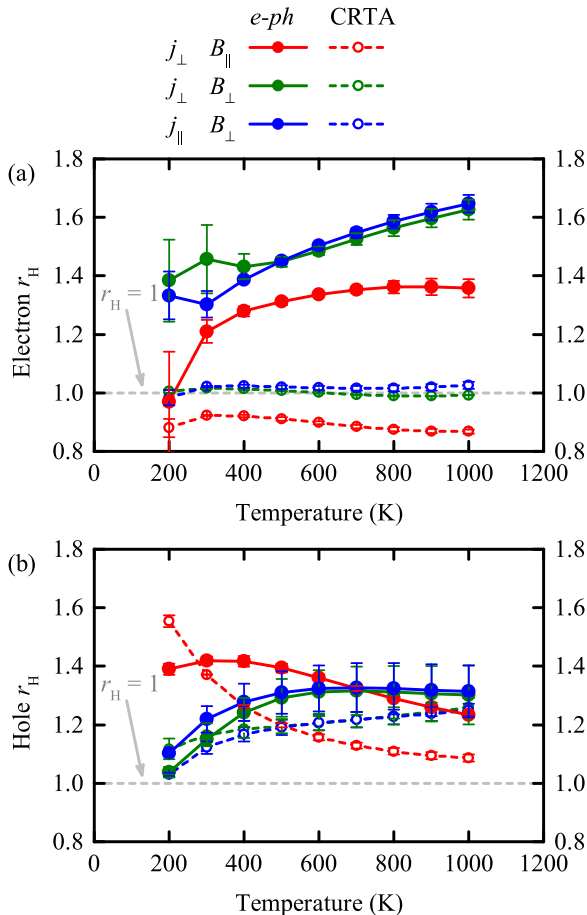 e-ph CRTA
j⊥ B∥
j⊥ B⊥
j∥ B⊥
(a)
1.8 1.8
1.6 1.6
1.4 1.4
1.2 1.2
1.0 1.0
0.8 0.8
Electron rH
rH = 1
0 200 400 600 800 1000 1200
Temperature (K)
(b)
1.8 1.8
1.6 1.6
1.4 1.4
1.2 1.2
1.0 1.0
0.8 0.8
Hole rH
rH = 1
0 200 400 600 800 1000 1200
Temperature (K)